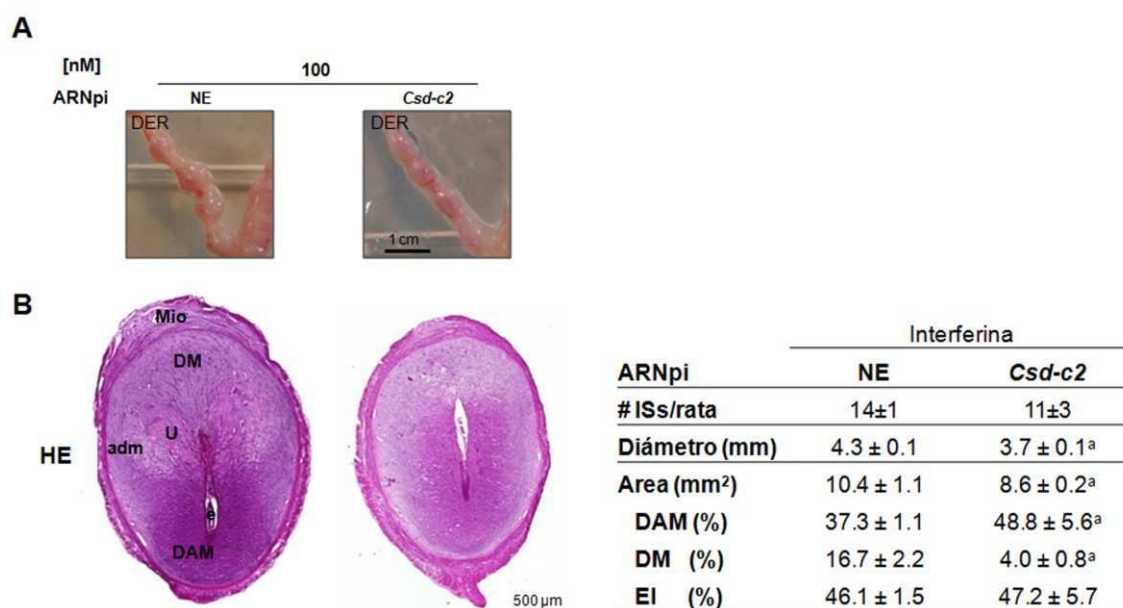 A
[nM] 100
ARNpi NE Csd-c2
DER DER
1 cm
B
Mio
DM
U
adm
HE
e
DAM
500 µm
Interferina
ARNpi NE Csd-c2
# ISs/rata 14±1 11±3
Diámetro (mm) 4.3 ± 0.1 3.7 ± 0.1ᵃ
Area (mm²) 10.4 ± 1.1 8.6 ± 0.2ᵃ
DAM (%) 37.3 ± 1.1 48.8 ± 5.6ᵃ
DM (%) 16.7 ± 2.2 4.0 ± 0.8ᵃ
EI (%) 46.1 ± 1.5 47.2 ± 5.7